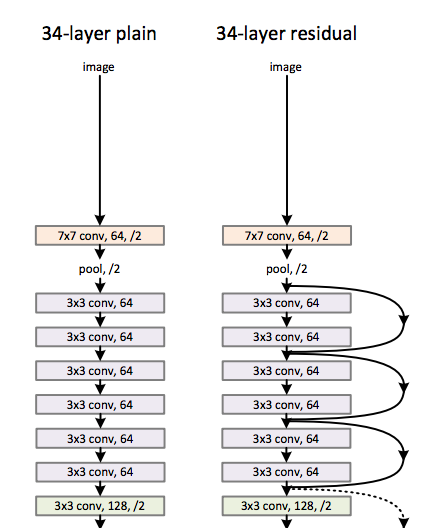 34-layer plain
image
7x7 conv, 64, /2
pool, /2
3x3 conv, 64
3x3 conv, 64
3x3 conv, 64
3x3 conv, 64
3x3 conv, 64
3x3 conv, 64
3x3 conv, 128, /2
34-layer residual
image
7x7 conv, 64, /2
pool, /2
3x3 conv, 64
3x3 conv, 64
3x3 conv, 64
3x3 conv, 64
3x3 conv, 64
3x3 conv, 64
3x3 conv, 128, /2